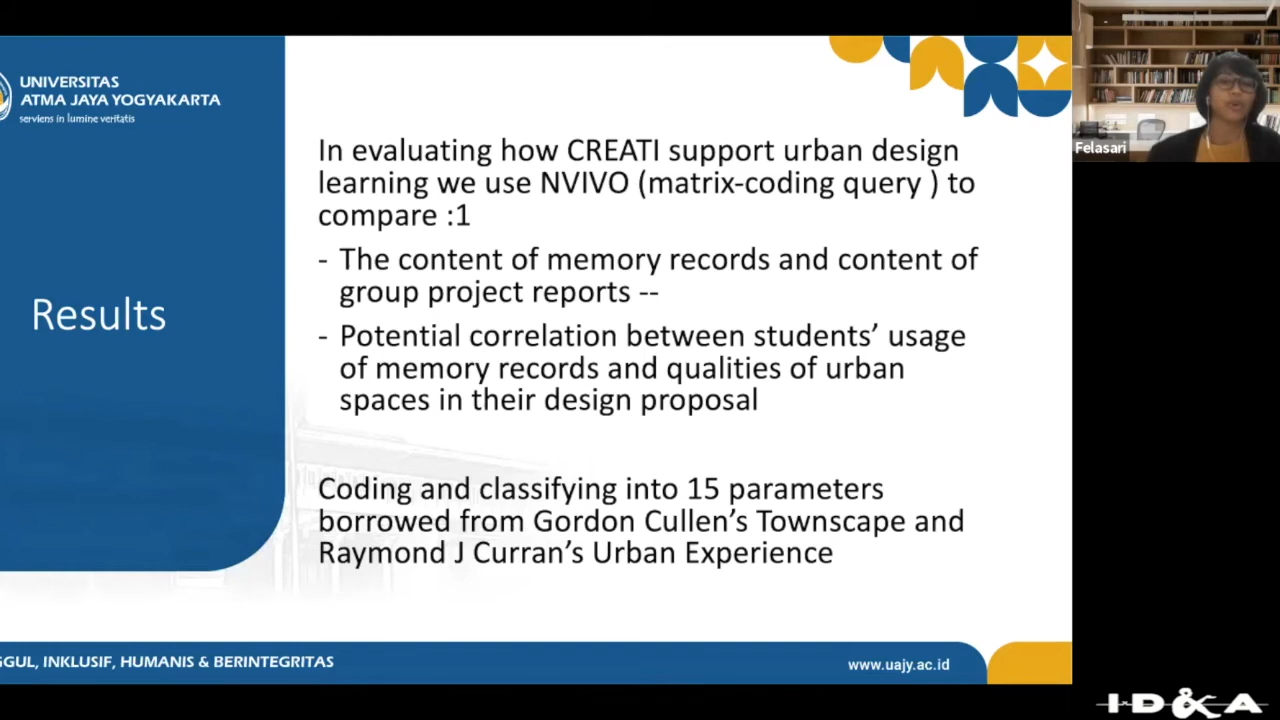 UNIVERSITAS
ATMA JAYA YOGYAKARTA
serviens in lumine veritatis
Results
In evaluating how CREATI support urban design
learning we use NVIVO (matrix-coding query ) to
compare :1
- The content of memory records and content of
group project reports --
- Potential correlation between students’ usage
of memory records and qualities of urban
spaces in their design proposal
Coding and classifying into 15 parameters
borrowed from Gordon Cullen’s Townscape and
Raymond J Curran’s Urban Experience
Felasari
INKLUSIF, HUMANIS & BERINTEGRITAS
www.uajy.ac.id
ID&A